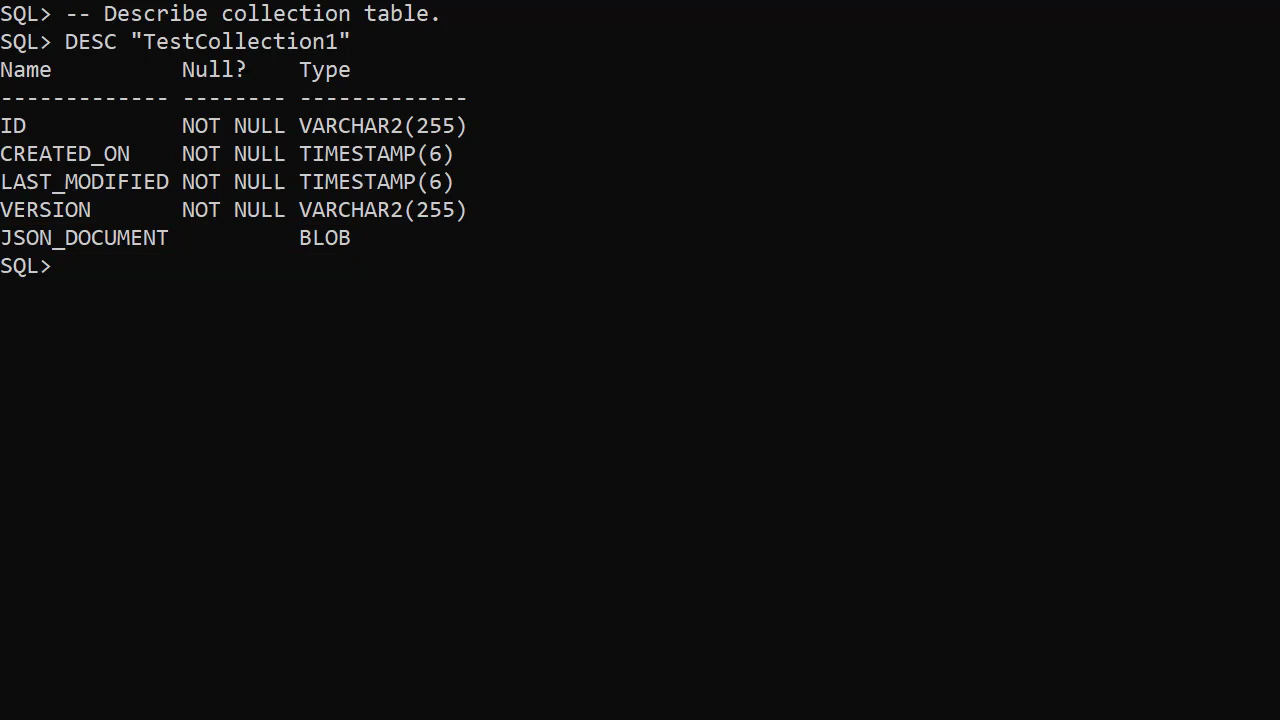 SQL> -- Describe collection table.
SQL> DESC "TestCollection1"
Name          Null?    Type
------------- -------- -------------
ID            NOT NULL VARCHAR2(255)
CREATED_ON    NOT NULL TIMESTAMP(6)
LAST_MODIFIED NOT NULL TIMESTAMP(6)
VERSION       NOT NULL VARCHAR2(255)
JSON_DOCUMENT          BLOB
SQL>